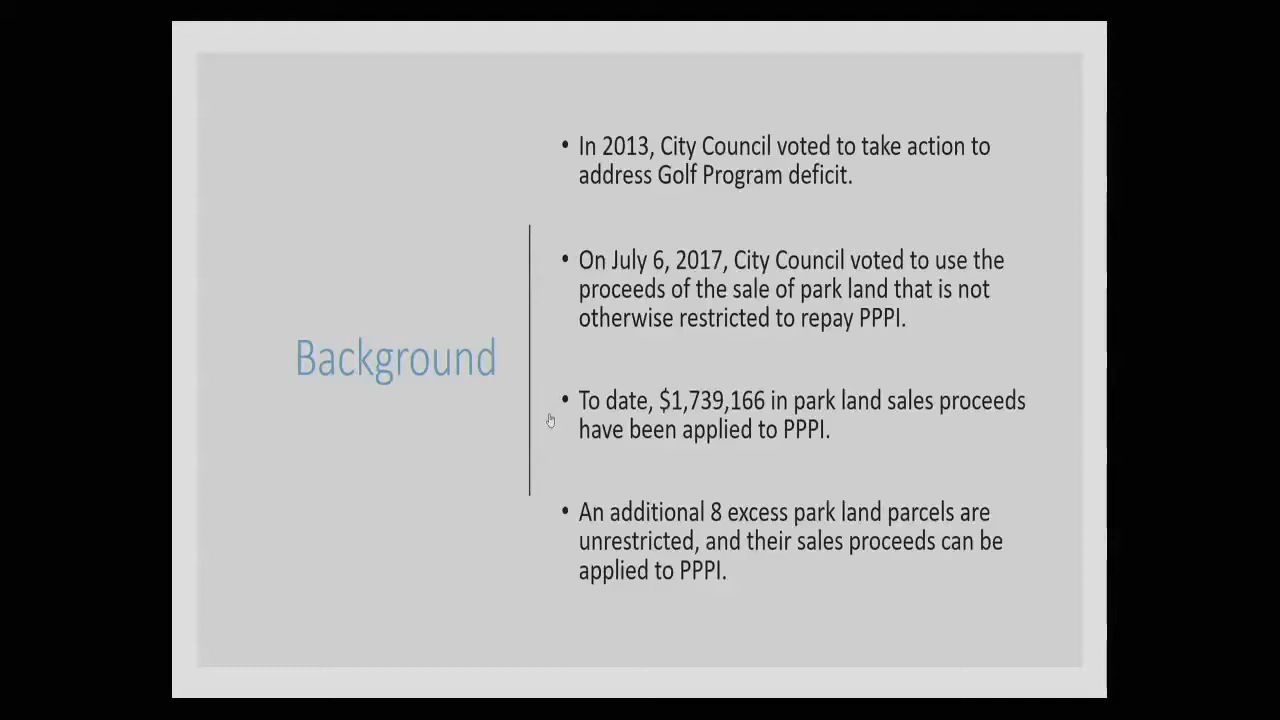 Background
• In 2013, City Council voted to take action to
address Golf Program deficit.
• On July 6, 2017, City Council voted to use the
proceeds of the sale of park land that is not
otherwise restricted to repay PPPI.
• To date, $1,739,166 in park land sales proceeds
have been applied to PPPI.
• An additional 8 excess park land parcels are
unrestricted, and their sales proceeds can be
applied to PPPI.